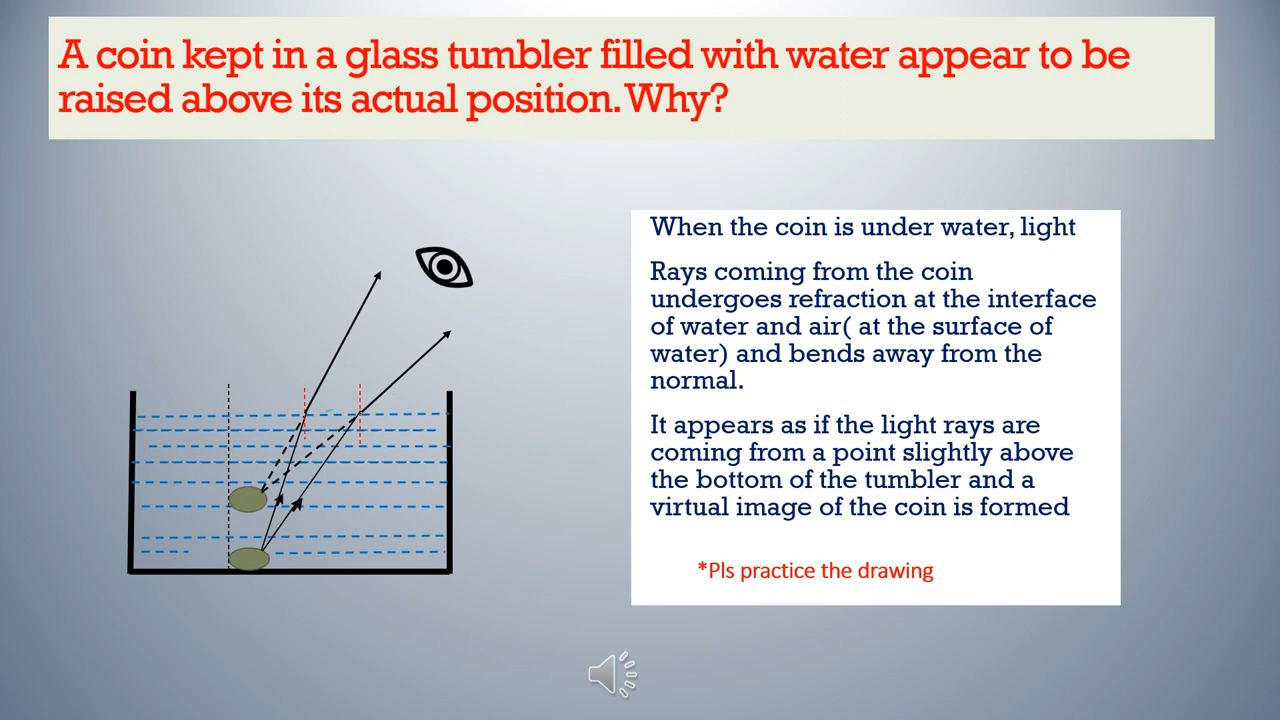 A coin kept in a glass tumbler filled with water appear to be
raised above its actual position. Why?
When the coin is under water, light
Rays coming from the coin
undergoes refraction at the interface
of water and air( at the surface of
water) and bends away from the
normal.
It appears as if the light rays are
coming from a point slightly above
the bottom of the tumbler and a
virtual image of the coin is formed
*Pls practice the drawing